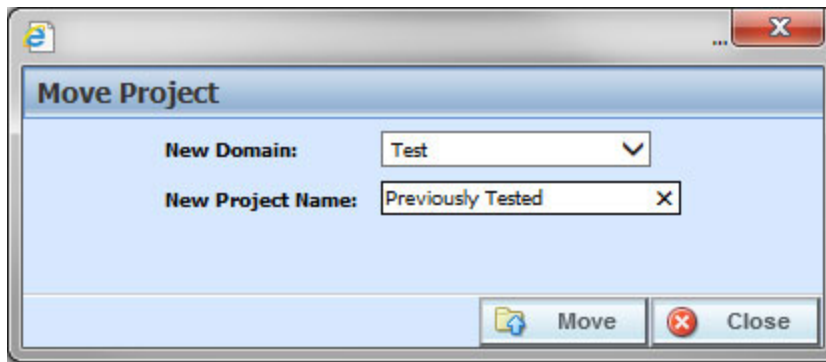 ...
Move Project
New Domain: Test
New Project Name: Previously Tested
Move Close